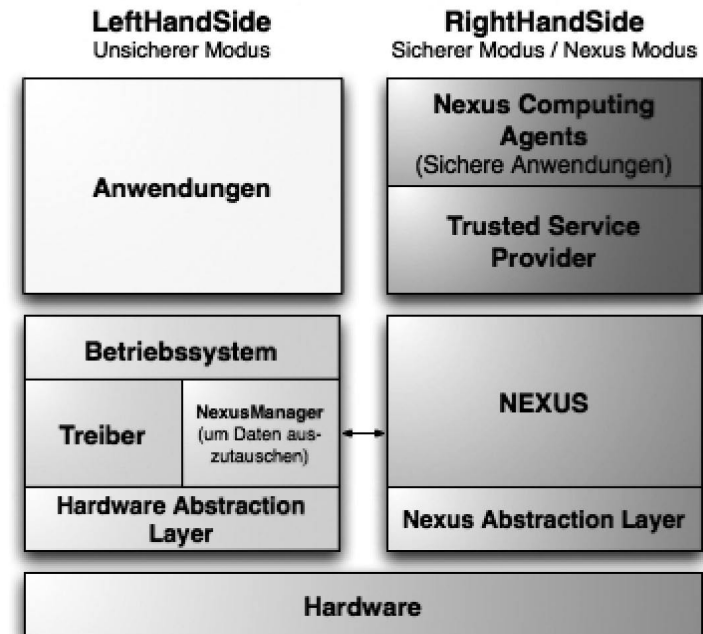 LeftHandSide
Unsicherer Modus
RightHandSide
Sicherer Modus / Nexus Modus
Anwendungen
Nexus Computing
Agents
(Sichere Anwendungen)
Trusted Service
Provider
Betriebssystem
Treiber
NexusManager
(um Daten aus-
zutauschen)
Hardware Abstraction
Layer
NEXUS
Nexus Abstraction Layer
Hardware